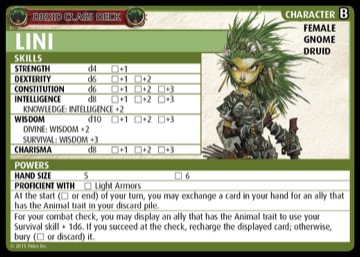 DRUID CLASS DECK
CHARACTER B
LINI
FEMALE
GNOME
DRUID
SKILLS
STRENGTH d4 ☐+1
DEXTERITY d6 ☐+1 ☐+2
CONSTITUTION d6 ☐+1 ☐+2 ☐+3
INTELLIGENCE d8 ☐+1 ☐+2 ☐+3
KNOWLEDGE: INTELLIGENCE +2
WISDOM d10 ☐+1 ☐+2 ☐+3
DIVINE: WISDOM +2
SURVIVAL: WISDOM +3
CHARISMA d8 ☐+1 ☐+2 ☐+3
POWERS
HAND SIZE 5 ☐ 6
PROFICIENT WITH ☐ Light Armors
At the start (☐ or end) of your turn, you may exchange a card in your hand for an ally that
has the Animal trait in your discard pile.
For your combat check, you may display an ally that has the Animal trait to use your
Survival skill + 1d6. If you succeed at the check, recharge the displayed card; otherwise,
bury (☐ or discard) it.
© 2015 Paizo Inc.